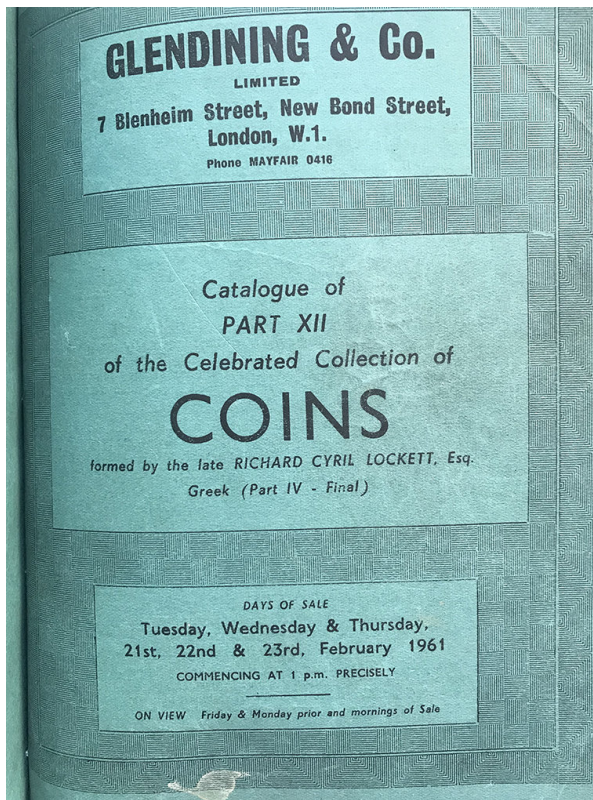 GLENDINING & Co.
LIMITED
7 Blenheim Street, New Bond Street,
London, W.1.
Phone MAYFAIR 0416
Catalogue of
PART XII
of the Celebrated Collection of
COINS
formed by the late RICHARD CYRIL LOCKETT, Esq.
Greek (Part IV - Final)
DAYS OF SALE
Tuesday, Wednesday & Thursday,
21st, 22nd & 23rd, February 1961
COMMENCING AT 1 p.m. PRECISELY
ON VIEW Friday & Monday prior and mornings of Sale